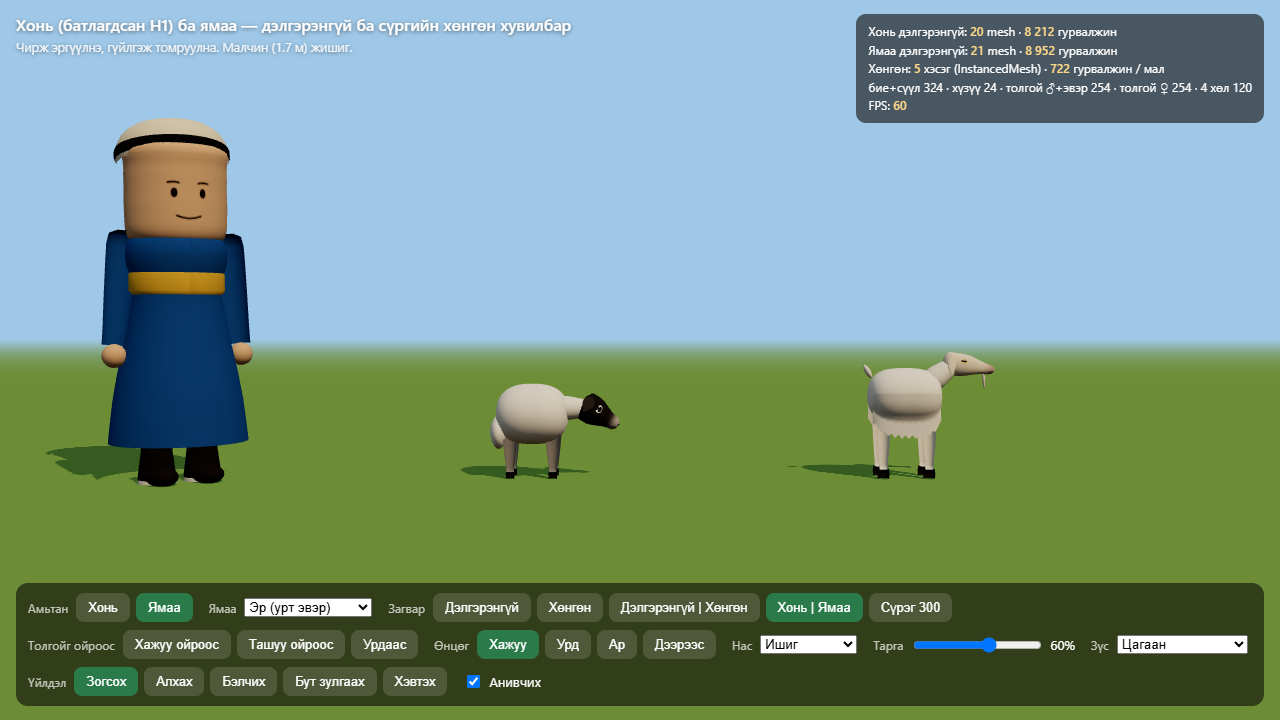 Хонь (батлагдсан H1) ба ямаа — дэлгэрэнгүй ба сүргийн хөнгөн хувилбар
Чирж эргүүлнэ, гүйлгэж томруулна. Малчин (1.7 м) жишиг.
Хонь дэлгэрэнгүй: 20 mesh · 8 212 гурвалжин
Ямаа дэлгэрэнгүй: 21 mesh · 8 952 гурвалжин
Хөнгөн: 5 хэсэг (InstancedMesh) · 722 гурвалжин / мал
бие+сүүл 324 · хүзүү 24 · толгой ♂+эвэр 254 · толгой ♀ 254 · 4 хөл 120
FPS: 60
Амьтан Хонь Ямаа Ямаа Эр (урт эвэр) Загвар Дэлгэрэнгүй Хөнгөн Дэлгэрэнгүй | Хөнгөн Хонь | Ямаа Сүрэг 300
Толгойг ойроос Хажуу ойроос Ташуу ойроос Урдаас Өнцөг Хажуу Урд Ар Дээрээс Нас Ишиг Тарга 60% Зүс Цагаан
Үйлдэл Зогсох Алхах Бэлчих Бут зулгаах Хэвтэх Анивчих